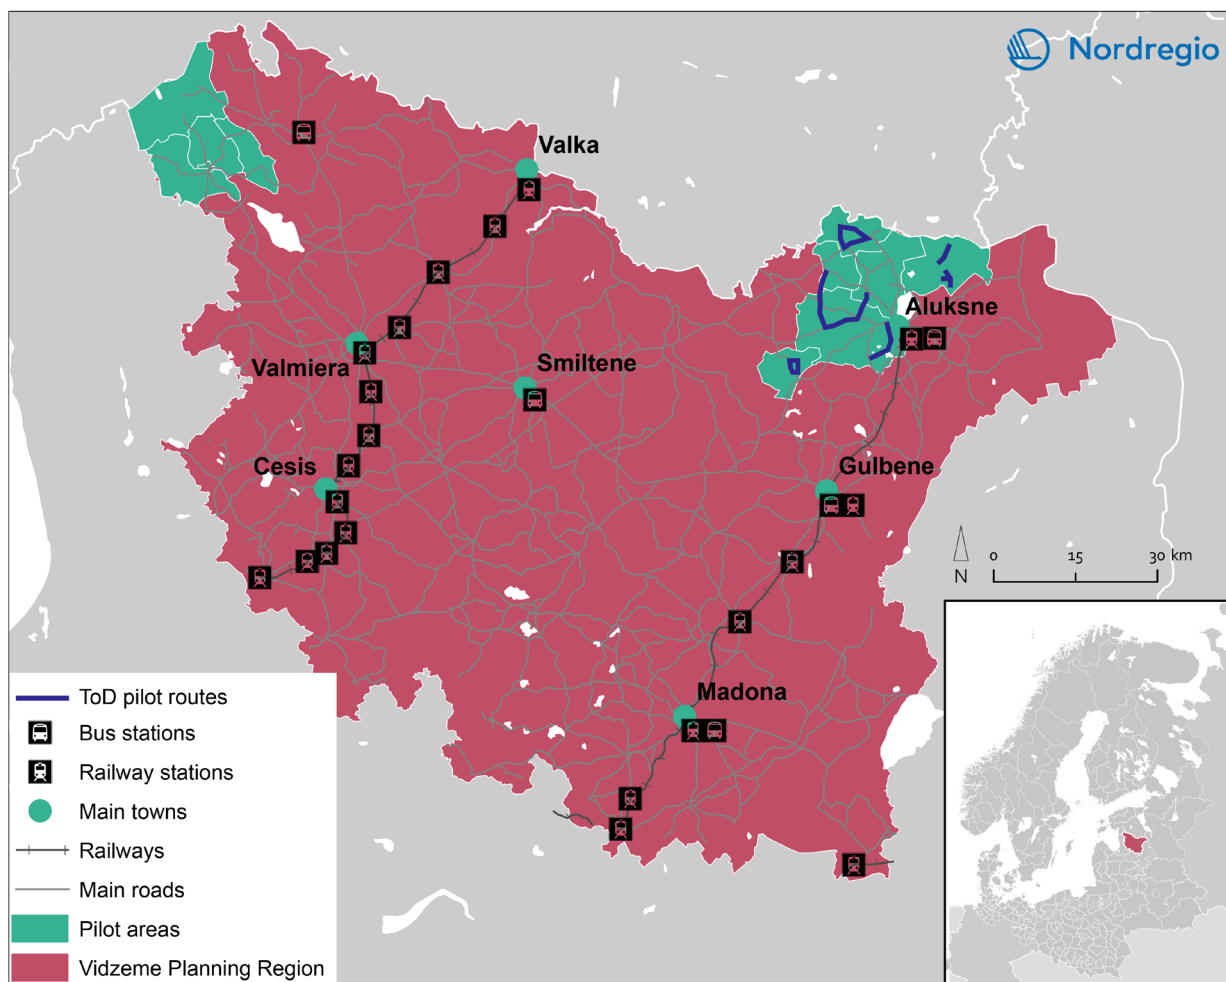 Nordregio
Valka
Aluksne
Valmiera
Smiltene
Cesis
Gulbene
N
0 15 30 km
Madona
ToD pilot routes
Bus stations
Railway stations
Main towns
Railways
Main roads
Pilot areas
Vidzeme Planning Region